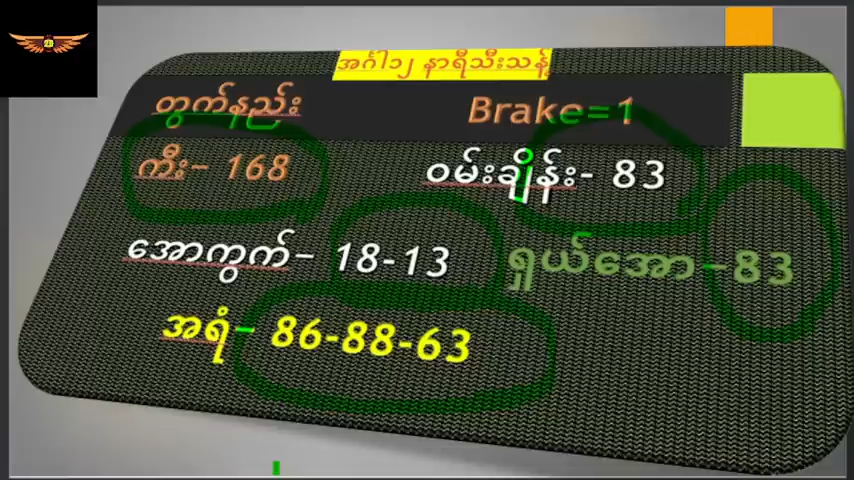 အင်္ဂါ၁၂ နာရီသီးသန့်
တွက်နည်း Brake=1
ကီး- 168 ဝမ်းချိန်း- 83
အောကွက်- 18-13 ရှယ်အော-83
အရံ- 86-88-63